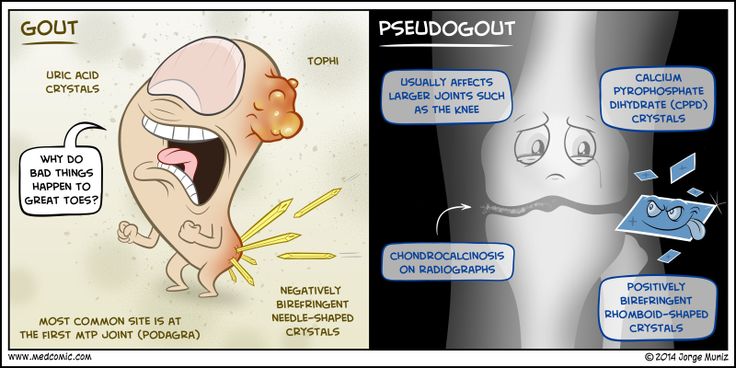 GOUT
URIC ACID
CRYSTALS
TOPHI
WHY DO
BAD THINGS
HAPPEN TO
GREAT TOES?
NEGATIVELY
BIREFRINGENT
NEEDLE-SHAPED
CRYSTALS
MOST COMMON SITE IS AT
THE FIRST MTP JOINT (PODAGRA)
PSEUDOGOUT
USUALLY AFFECTS
LARGER JOINTS SUCH
AS THE KNEE
CALCIUM
PYROPHOSPHATE
DIHYDRATE (CPPD)
CRYSTALS
CHONDROCALCINOSIS
ON RADIOGRAPHS
POSITIVELY
BIREFRINGENT
RHOMBOID-SHAPED
CRYSTALS
www.medcomic.com
© 2014 Jorge Muniz